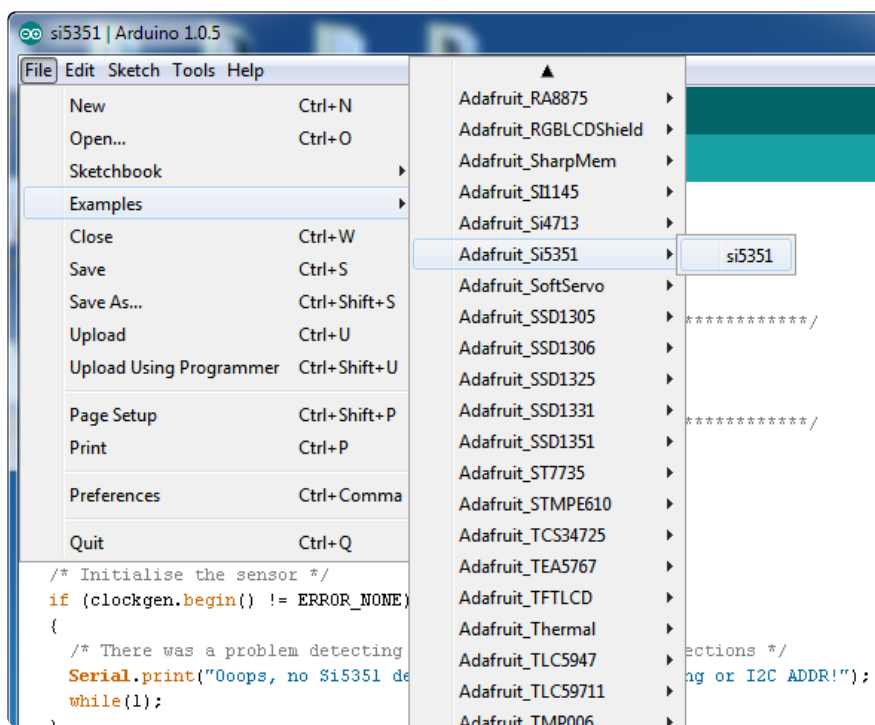 si5351 | Arduino 1.0.5
File Edit Sketch Tools Help
New Ctrl+N
Open... Ctrl+O
Sketchbook
Examples
Close Ctrl+W
Save Ctrl+S
Save As... Ctrl+Shift+S
Upload Ctrl+U
Upload Using Programmer Ctrl+Shift+U
Page Setup Ctrl+Shift+P
Print Ctrl+P
Preferences Ctrl+Comma
Quit Ctrl+Q
Adafruit_RA8875
Adafruit_RGBLCDShield
Adafruit_SharpMem
Adafruit_SI1145
Adafruit_Si4713
Adafruit_Si5351
Adafruit_SoftServo
Adafruit_SSD1305
Adafruit_SSD1306
Adafruit_SSD1325
Adafruit_SSD1331
Adafruit_SSD1351
Adafruit_ST7735
Adafruit_STMPE610
Adafruit_TCS34725
Adafruit_TEA5767
Adafruit_TFTLCD
Adafruit_Thermal
Adafruit_TLC5947
Adafruit_TLC59711
Adafruit_TMP006
si5351
************/
************/
/* Initialise the sensor */
if (clockgen.begin() != ERROR_NONE)
{
/* There was a problem detecting ections */
Serial.print("Ooops, no Si5351 de ng or I2C ADDR!");
while(1);